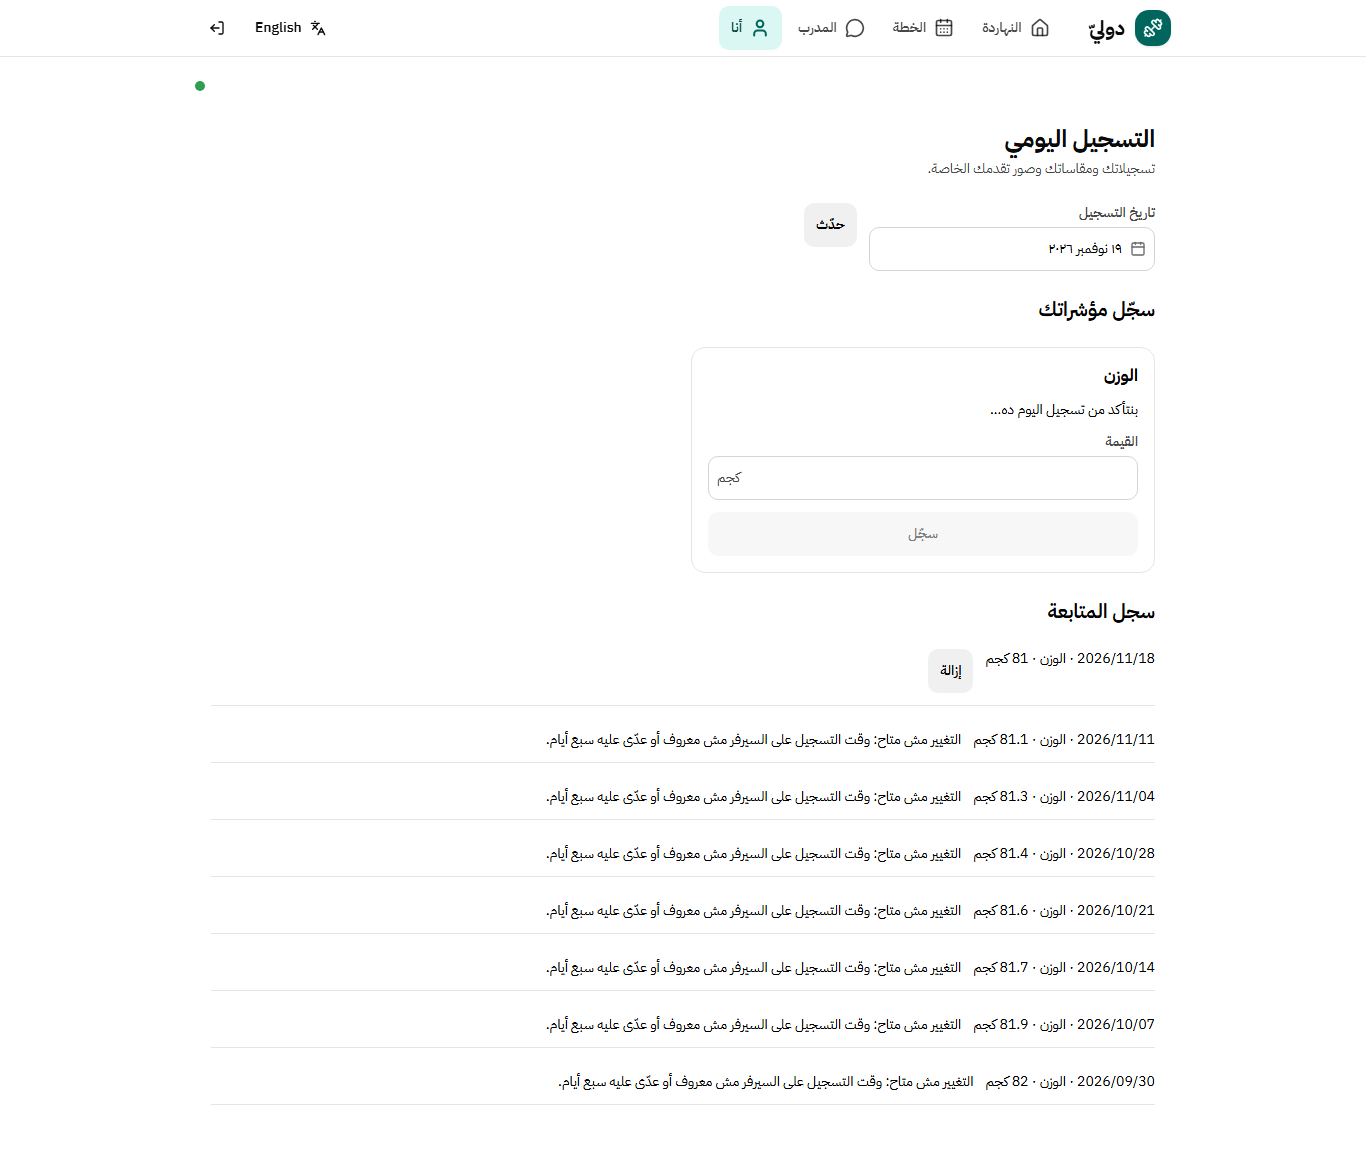 دوليّ
النهاردة
الخطة
المدرب
أنا
English
التسجيل اليومي
تسجيلاتك ومقاساتك وصور تقدمك الخاصة.
تاريخ التسجيل
١٩ نوفمبر ٢٠٢٦
حدّث
سجّل مؤشراتك
الوزن
بنتأكد من تسجيل اليوم ده...
القيمة
كجم
سجّل
سجل المتابعة
2026/11/18 · الوزن · 81 كجم إزالة
2026/11/11 · الوزن · 81.1 كجم التغيير مش متاح: وقت التسجيل على السيرفر مش معروف أو عدّى عليه سبع أيام.
2026/11/04 · الوزن · 81.3 كجم التغيير مش متاح: وقت التسجيل على السيرفر مش معروف أو عدّى عليه سبع أيام.
2026/10/28 · الوزن · 81.4 كجم التغيير مش متاح: وقت التسجيل على السيرفر مش معروف أو عدّى عليه سبع أيام.
2026/10/21 · الوزن · 81.6 كجم التغيير مش متاح: وقت التسجيل على السيرفر مش معروف أو عدّى عليه سبع أيام.
2026/10/14 · الوزن · 81.7 كجم التغيير مش متاح: وقت التسجيل على السيرفر مش معروف أو عدّى عليه سبع أيام.
2026/10/07 · الوزن · 81.9 كجم التغيير مش متاح: وقت التسجيل على السيرفر مش معروف أو عدّى عليه سبع أيام.
2026/09/30 · الوزن · 82 كجم التغيير مش متاح: وقت التسجيل على السيرفر مش معروف أو عدّى عليه سبع أيام.